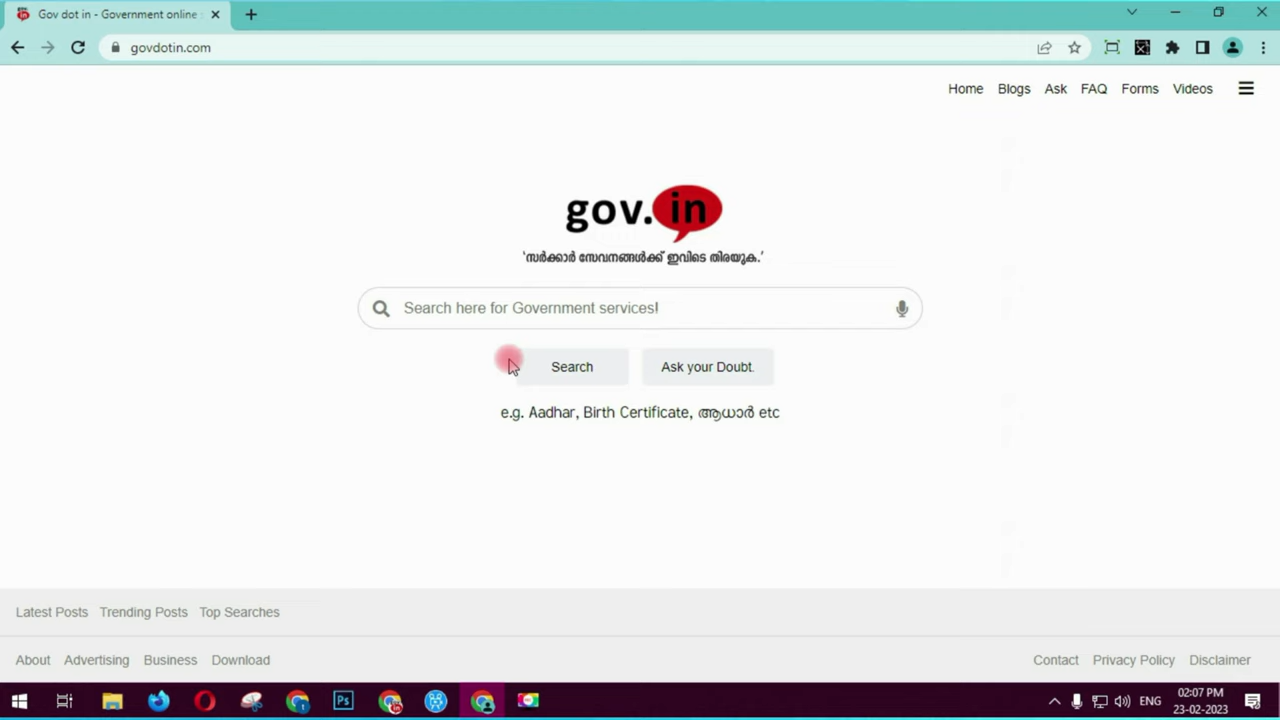 Gov dot in - Government online
govdotin.com
Home Blogs Ask FAQ Forms Videos
gov.in
'സർക്കാർ സേവനങ്ങൾക്ക് ഇവിടെ തിരയുക.'
Search here for Government services!
Search Ask your Doubt.
e.g. Aadhar, Birth Certificate, ആധാർ etc
Latest Posts Trending Posts Top Searches
About Advertising Business Download Contact Privacy Policy Disclaimer
Ps
ENG 02:07 PM
23-02-2023